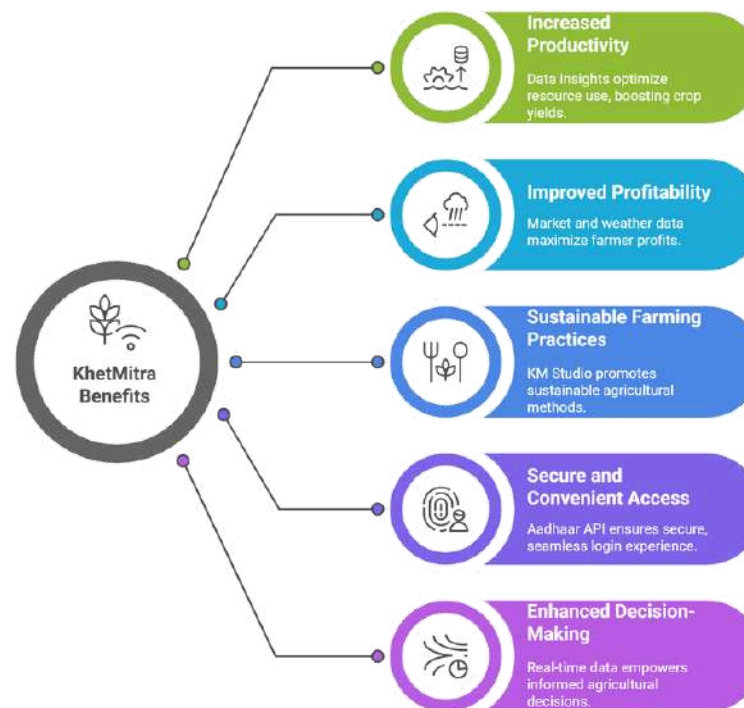 Increased
Productivity
Data insights optimize
resource use, boosting crop
yields.
Improved Profitability
Market and weather data
maximize farmer profits.
KhetMitra
Benefits
Sustainable Farming
Practices
KM Studio promotes
sustainable agricultural
methods.
Secure and
Convenient Access
Aadhaar API ensures secure,
seamless login experience.
Enhanced Decision-
Making
Real-time data empowers
informed agricultural
decisions.